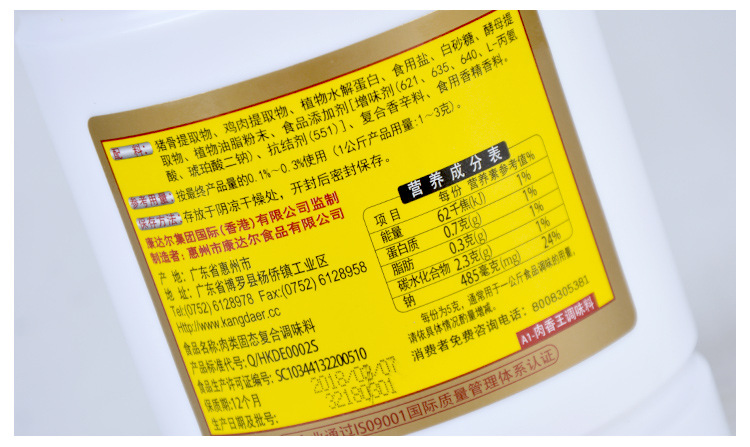 配料 猪骨提取物、鸡肉提取物、植物水解蛋白、食用盐、白砂糖、酵母提
取物、植物油脂粉末、食品添加剂[增味剂(621、635、640、L-丙氨
酸、琥珀酸二钠)、抗结剂(551)]、复合香辛料、食用香精香料。
按最终产品量的0.1%~0.3%使用(1公斤产品用量:1~3克)。
存放于阴凉干燥处,开封后密封保存。
康达尔集团国际(香港)有限公司监制
制造者:惠州市康达尔食品有限公司
产 地:广东省惠州市
地 址:广东省博罗县杨侨镇工业区
Tel:(0752) 6128978 Fax:(0752) 6128958
Http://www.kangdaer.cc
食品名称:肉类固态复合调味料
产品标准代号:Q/HKDE0002S
食品生产许可证编号: SC10344132200510
保质期:12个月
生产日期及批号:
2018/03/07
3218Q301
营养成分表
项目 每份 营养素参考值%
能量 62千焦(kJ) 1%
蛋白质 0.7克(g) 1%
脂肪 0.3克(g) 1%
碳水化合物 2.3克(g) 1%
钠 485毫克(mg) 24%
每份为5克,通常用于一公斤食品调味的用量。
请依具体情况酌量增减。
消费者免费咨询电话:8008305381
A1-肉香王调味料
业通过ISO9001国际质量管理体系认证